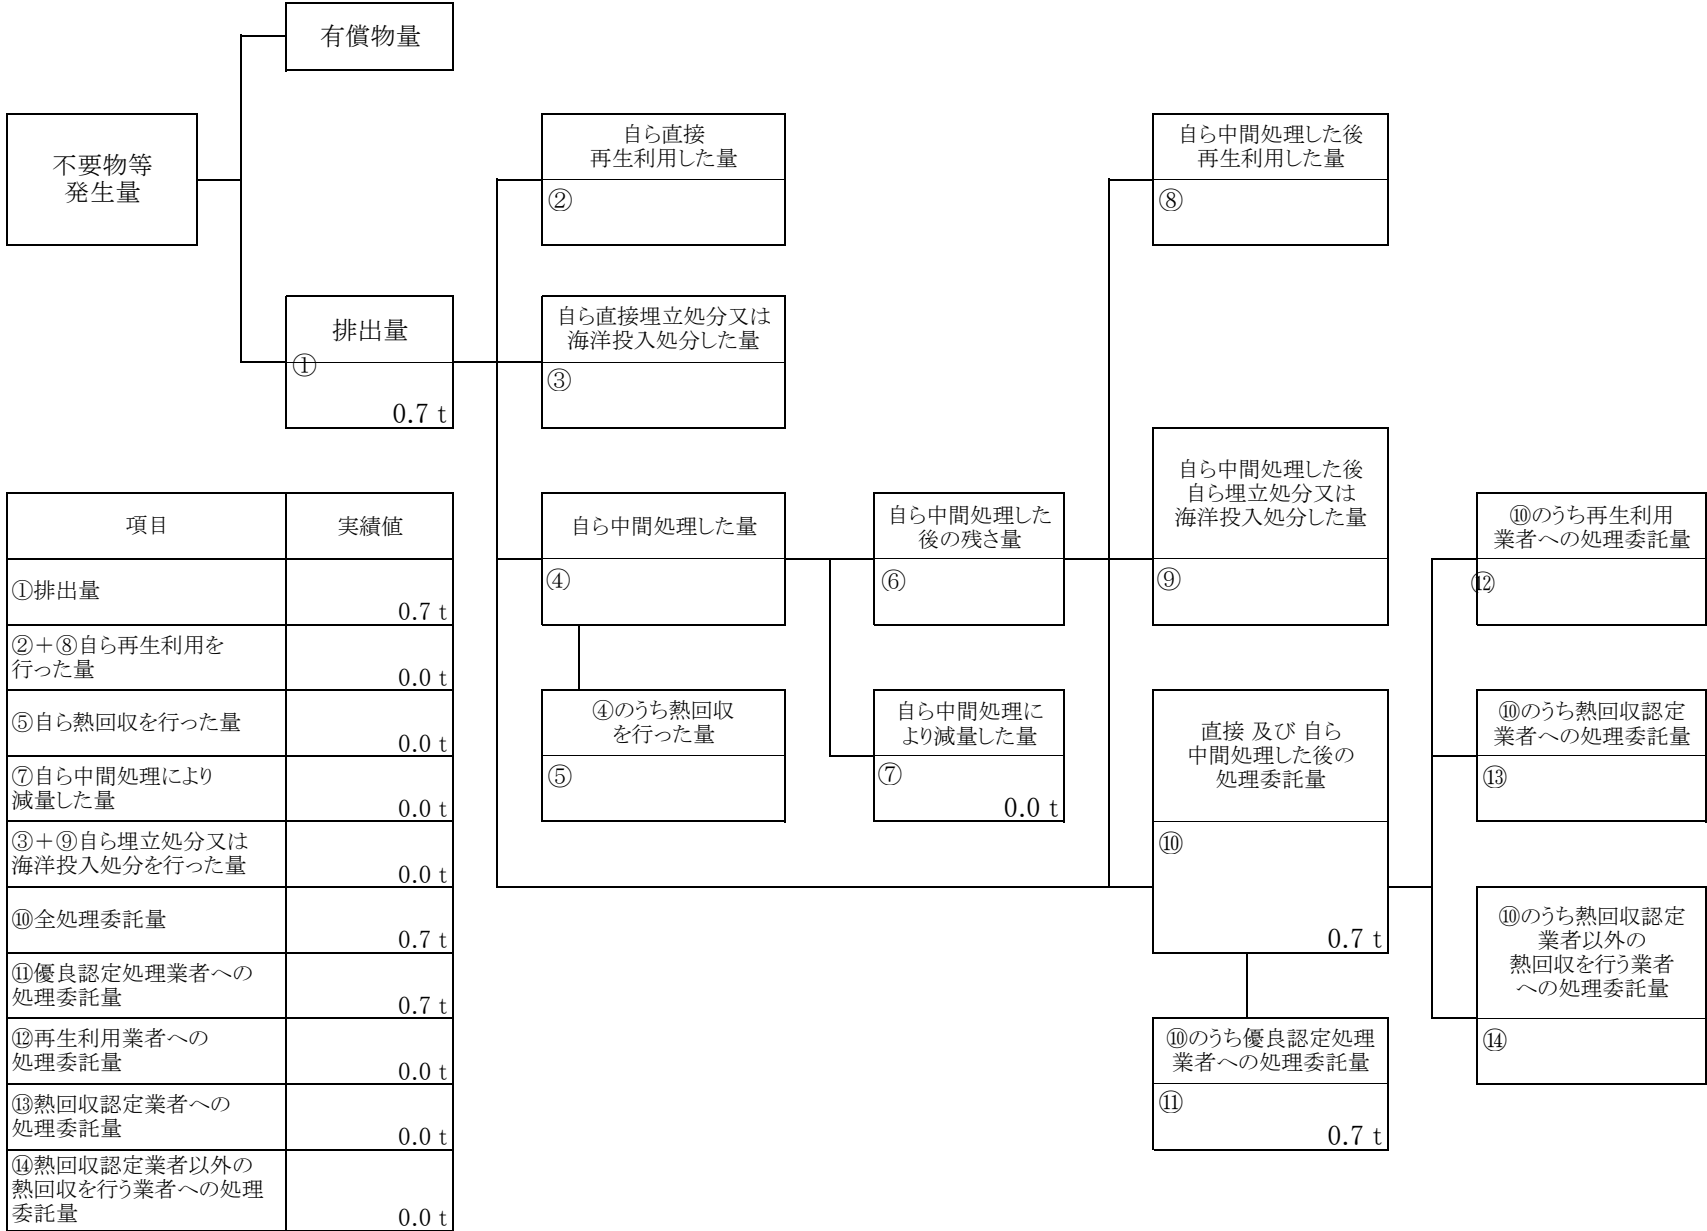 有償物量
不要物等
発生量
自ら直接
再生利用した量
②
自ら中間処理した後
再生利用した量
⑧
排出量
①
0.7 t
自ら直接埋立処分又は
海洋投入処分した量
③
自ら中間処理した量
④
自ら中間処理した
後の残さ量
⑥
自ら中間処理した後
自ら埋立処分又は
海洋投入処分した量
⑨
⑩のうち再生利用
業者への処理委託量
⑫
④のうち熱回収
を行った量
⑤
自ら中間処理に
より減量した量
⑦
0.0 t
直接 及び 自ら
中間処理した後の
処理委託量
⑩
0.7 t
⑩のうち熱回収認定
業者への処理委託量
⑬
⑩のうち熱回収認定
業者以外の
熱回収を行う業者
への処理委託量
⑭
⑩のうち優良認定処理
業者への処理委託量
⑪
0.7 t
項目 実績値
①排出量
0.7 t
②+⑧自ら再生利用を
行った量
0.0 t
⑤自ら熱回収を行った量
0.0 t
⑦自ら中間処理により
減量した量
0.0 t
③+⑨自ら埋立処分又は
海洋投入処分を行った量
0.0 t
⑩全処理委託量
0.7 t
⑪優良認定処理業者への
処理委託量
0.7 t
⑫再生利用業者への
処理委託量
0.0 t
⑬熱回収認定業者への
処理委託量
0.0 t
⑭熱回収認定業者以外の
熱回収を行う業者への処理
委託量
0.0 t